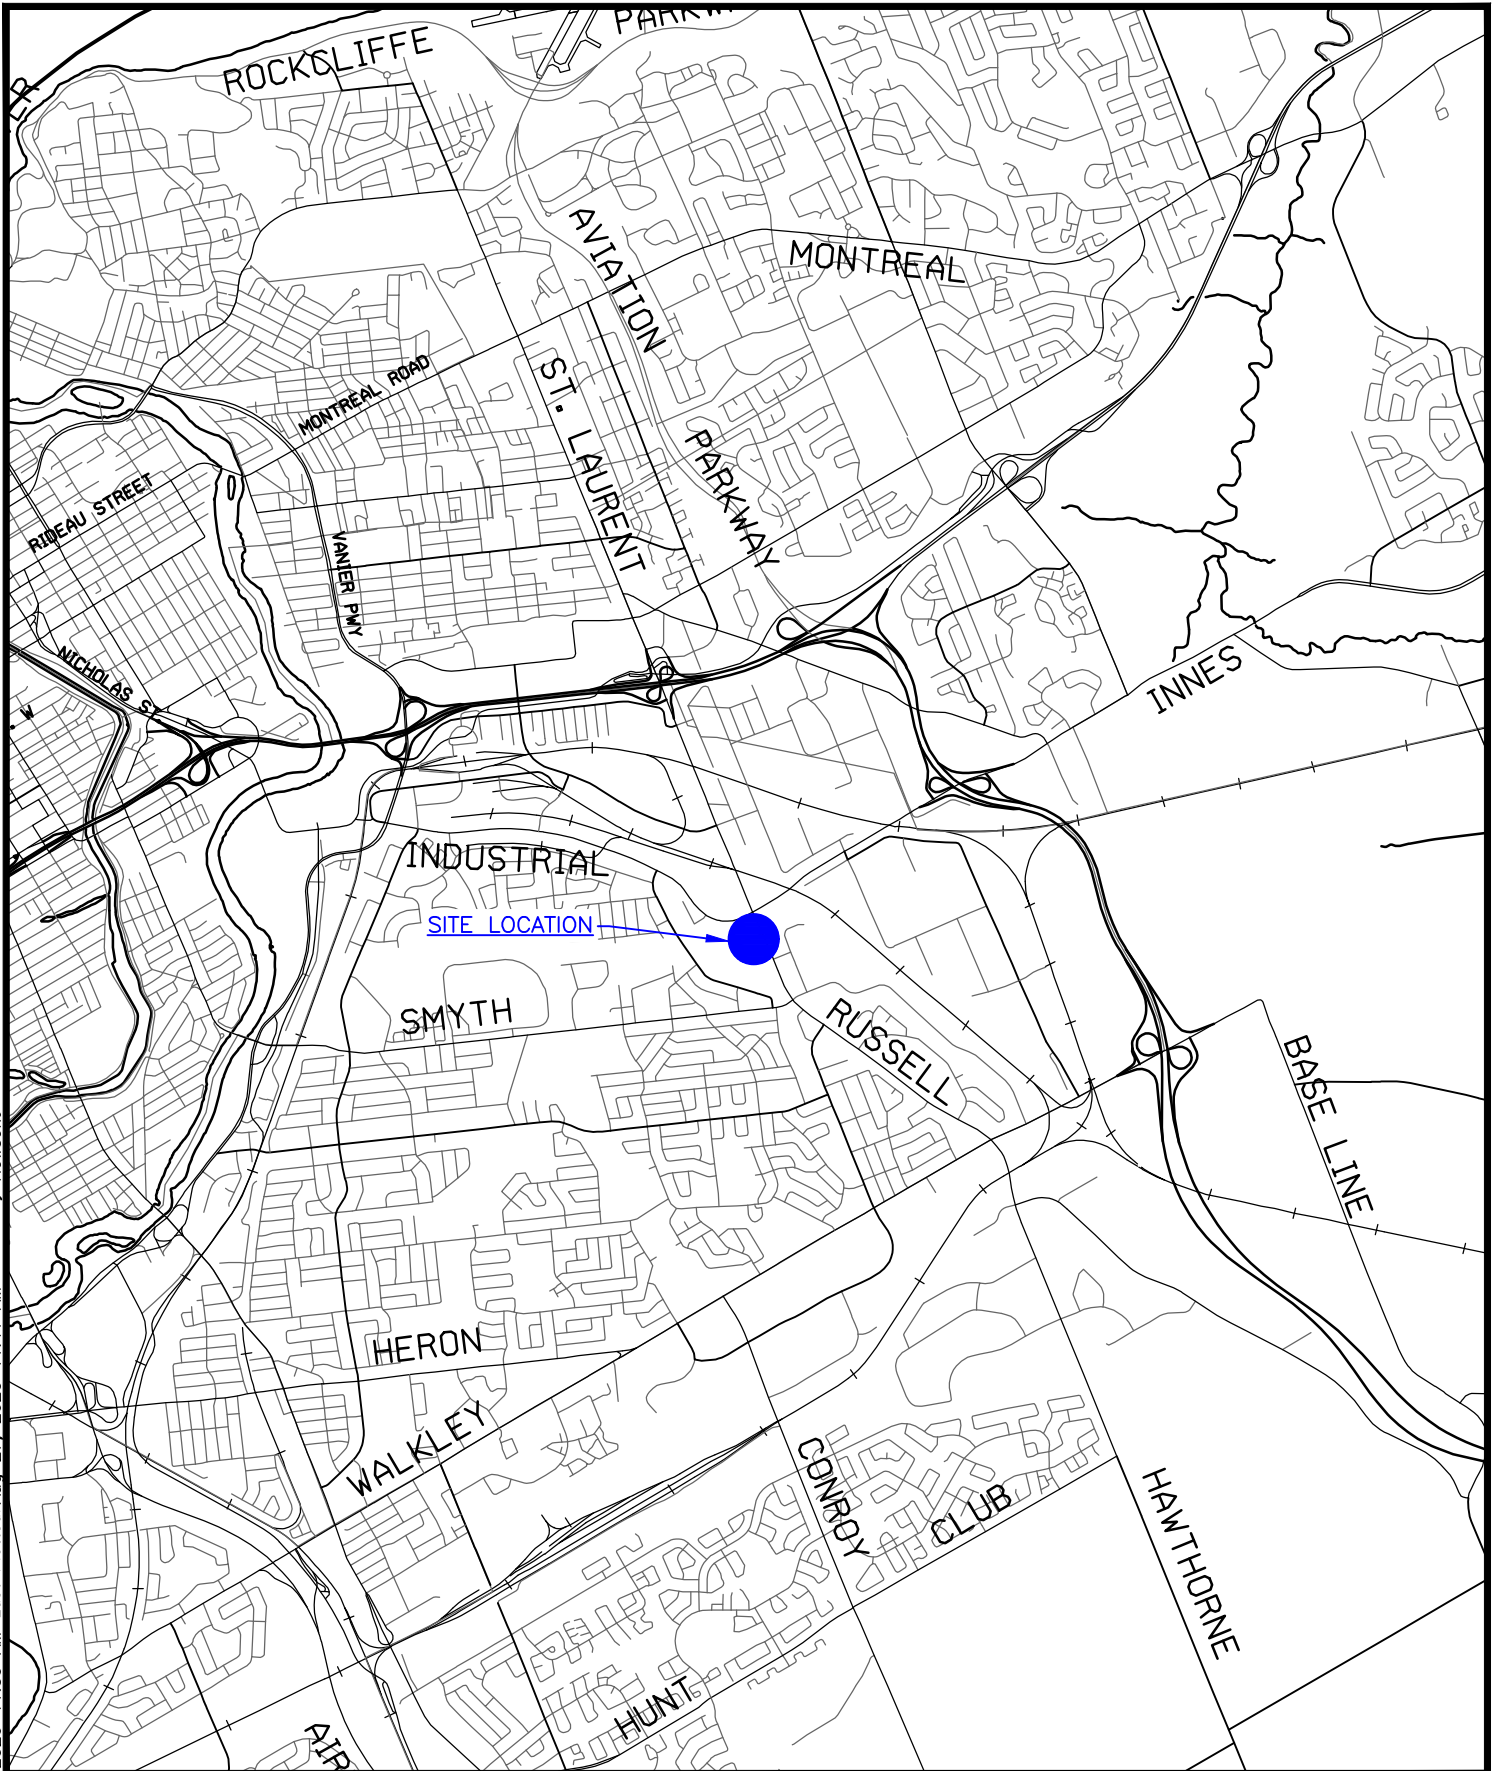 PARKW
ROCKCLIFFE
ER
AVIATION
MONTREAL
MONTREAL ROAD
ST. LAURENT
PARKWAY
RIDEAU STREET
VANIER PWY
NICHOLAS ST.
W
INNES
INDUSTRIAL
SITE LOCATION
SMYTH
RUSSELL
BASE LINE
HERON
WALKLEY
CONROY
CLUB
HAWTHORNE
HUNT
AIR